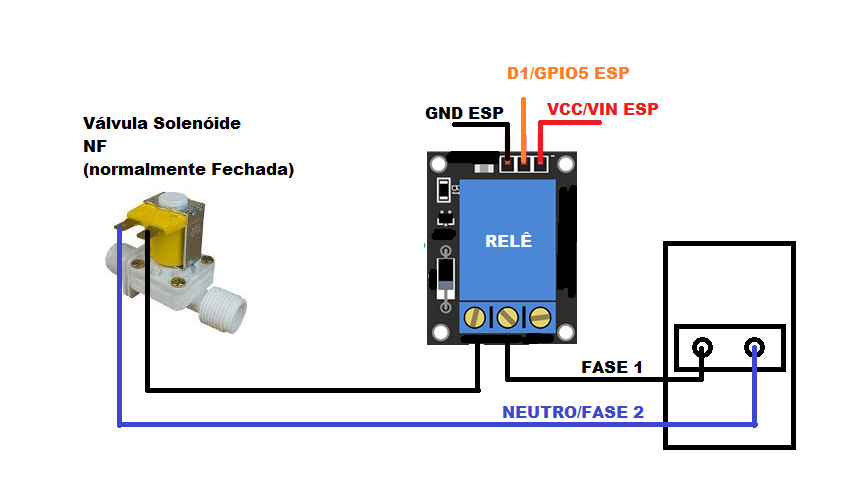 D1/GPIO5 ESP
GND ESP
VCC/VIN ESP
Válvula Solenóide
NF
(normalmente Fechada)
RELÊ
FASE 1
NEUTRO/FASE 2